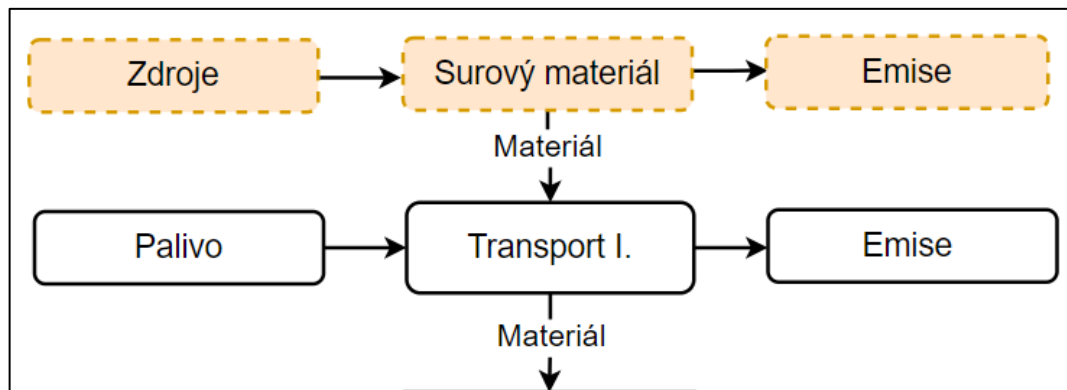 Zdroje
Surový materiál
Emise
Materiál
Palivo
Transport I.
Emise
Materiál